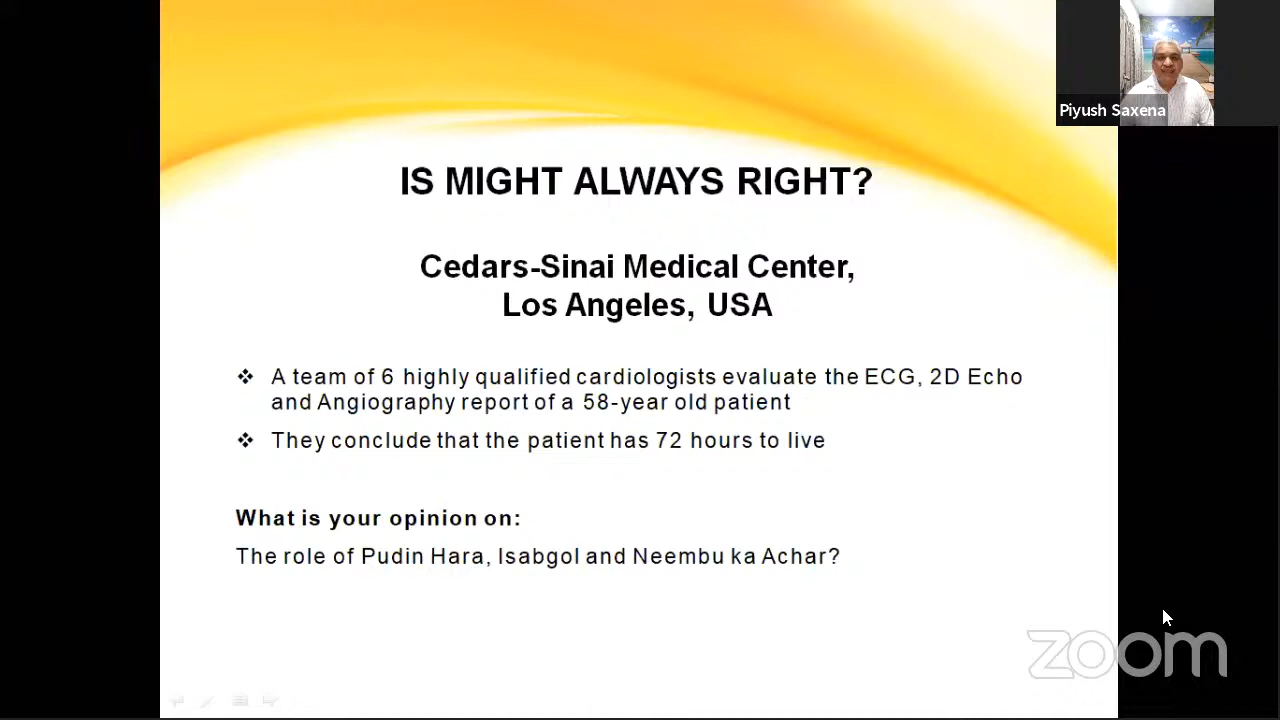 Piyush Saxena
IS MIGHT ALWAYS RIGHT?
Cedars-Sinai Medical Center,
Los Angeles, USA
A team of 6 highly qualified cardiologists evaluate the ECG, 2D Echo
and Angiography report of a 58-year old patient
They conclude that the patient has 72 hours to live
What is your opinion on:
The role of Pudin Hara, Isabgol and Neembu ka Achar?
zoom